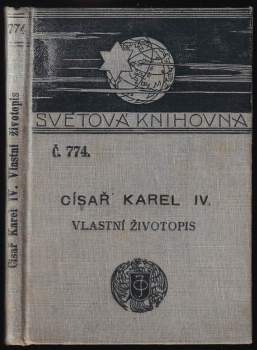 774.
Císař Karel IV. Vlastní životopis
SVĚTOVÁ KNIHOVNA
Č. 774.
CÍSAŘ KAREL IV.
VLASTNÍ ŽIVOTOPIS